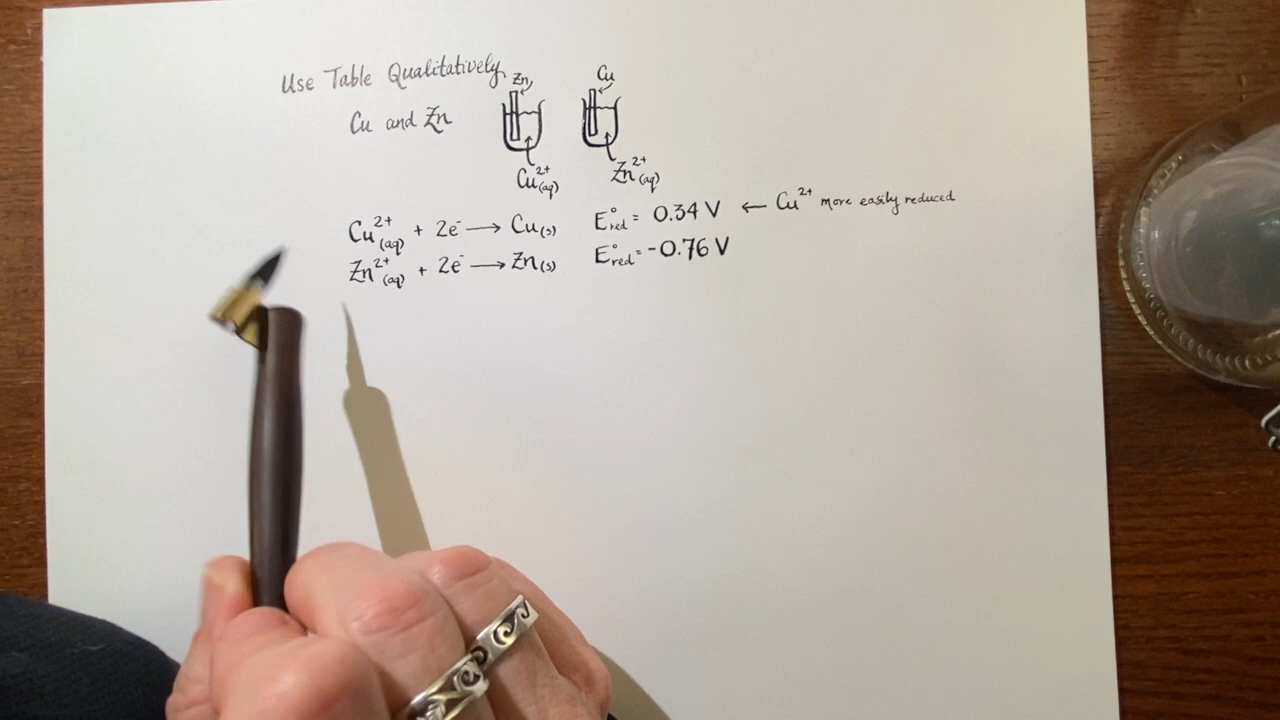 Use Table Qualitatively
Zn
Cu
Cu and Zn
Cu²⁺(aq)
Zn²⁺(aq)
Cu²⁺(aq) + 2e⁻ → Cu(s) E°red = 0.34 V ← Cu²⁺ more easily reduced
Zn²⁺(aq) + 2e⁻ → Zn(s) E°red = -0.76 V